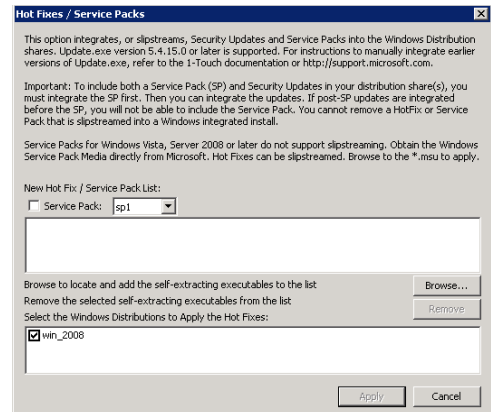 Hot Fixes / Service Packs
This option integrates, or slipstreams, Security Updates and Service Packs into the Windows Distribution
shares. Update.exe version 5.4.15.0 or later is supported. For instructions to manually integrate earlier
versions of Update.exe, refer to the 1-Touch documentation or http://support.microsoft.com.
Important: To include both a Service Pack (SP) and Security Updates in your distribution share(s), you
must integrate the SP first. Then you can integrate the updates. If post-SP updates are integrated
before the SP, you will not be able to include the Service Pack. You cannot remove a HotFix or Service
Pack that is slipstreamed into a Windows integrated install.
Service Packs for Windows Vista, Server 2008 or later do not support slipstreaming. Obtain the Windows
Service Pack Media directly from Microsoft. Hot Fixes can be slipstreamed. Browse to the *.msu to apply.
New Hot Fix / Service Pack List:
Service Pack: sp1
Browse to locate and add the self-extracting executables to the list Browse...
Remove the selected self-extracting executables from the list Remove
Select the Windows Distributions to Apply the Hot Fixes:
win_2008
Apply Cancel